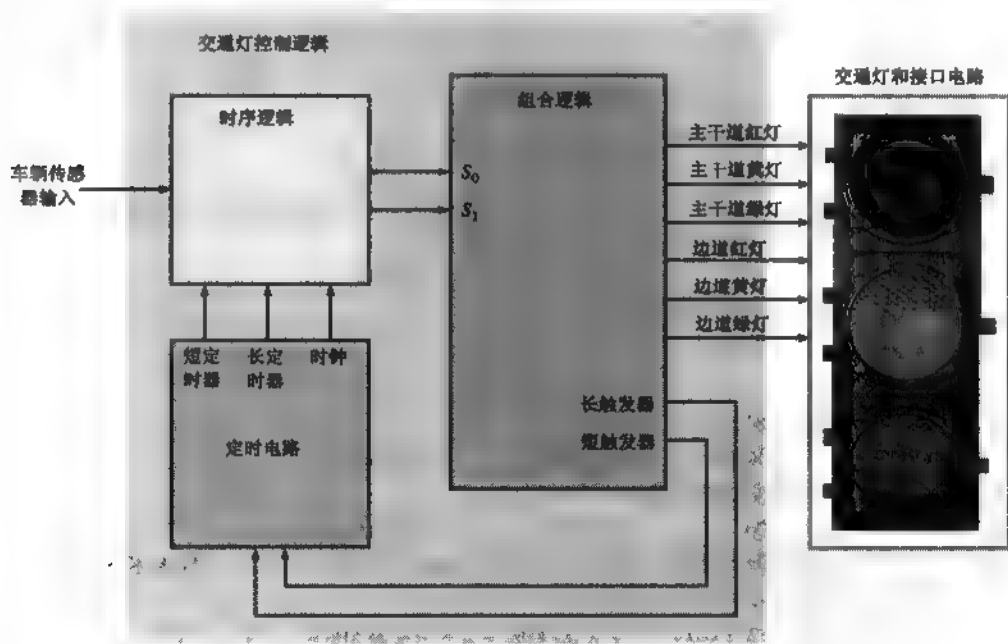 交通灯控制逻辑
交通灯和接口电路
时序逻辑
组合逻辑
车辆传感
器输入
S₀
S₁
主干道红灯
主干道黄灯
主干道绿灯
边道红灯
边道黄灯
边道绿灯
短定
时器
长定
时器
时钟
定时电路
长触发器
短触发器